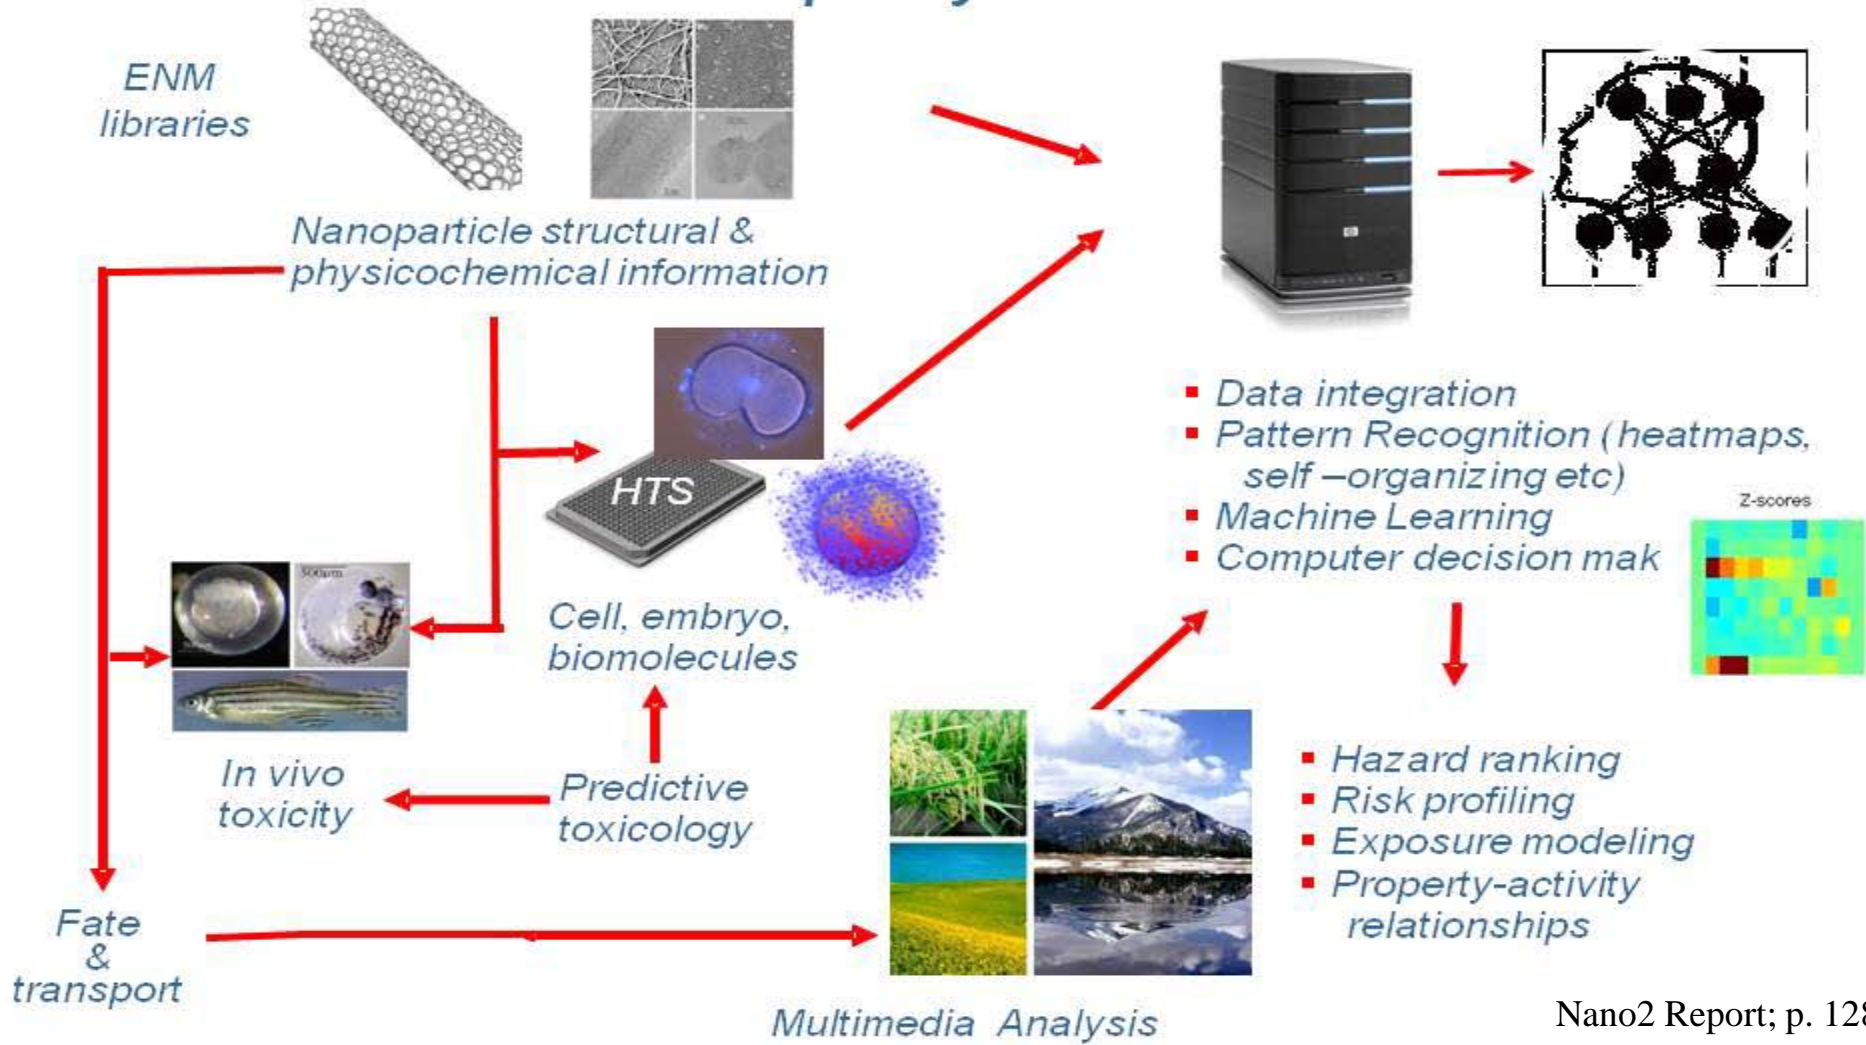 ENM
libraries
Nanoparticle structural &
physicochemical information
HTS
Cell, embryo,
biomolecules
500µm
In vivo
toxicity
Predictive
toxicology
Fate
&
transport
Multimedia Analysis
Data integration
Pattern Recognition (heatmaps,
self –organizing etc)
Machine Learning
Computer decision mak
Z-scores
Hazard ranking
Risk profiling
Exposure modeling
Property-activity
relationships
Nano2 Report; p. 128